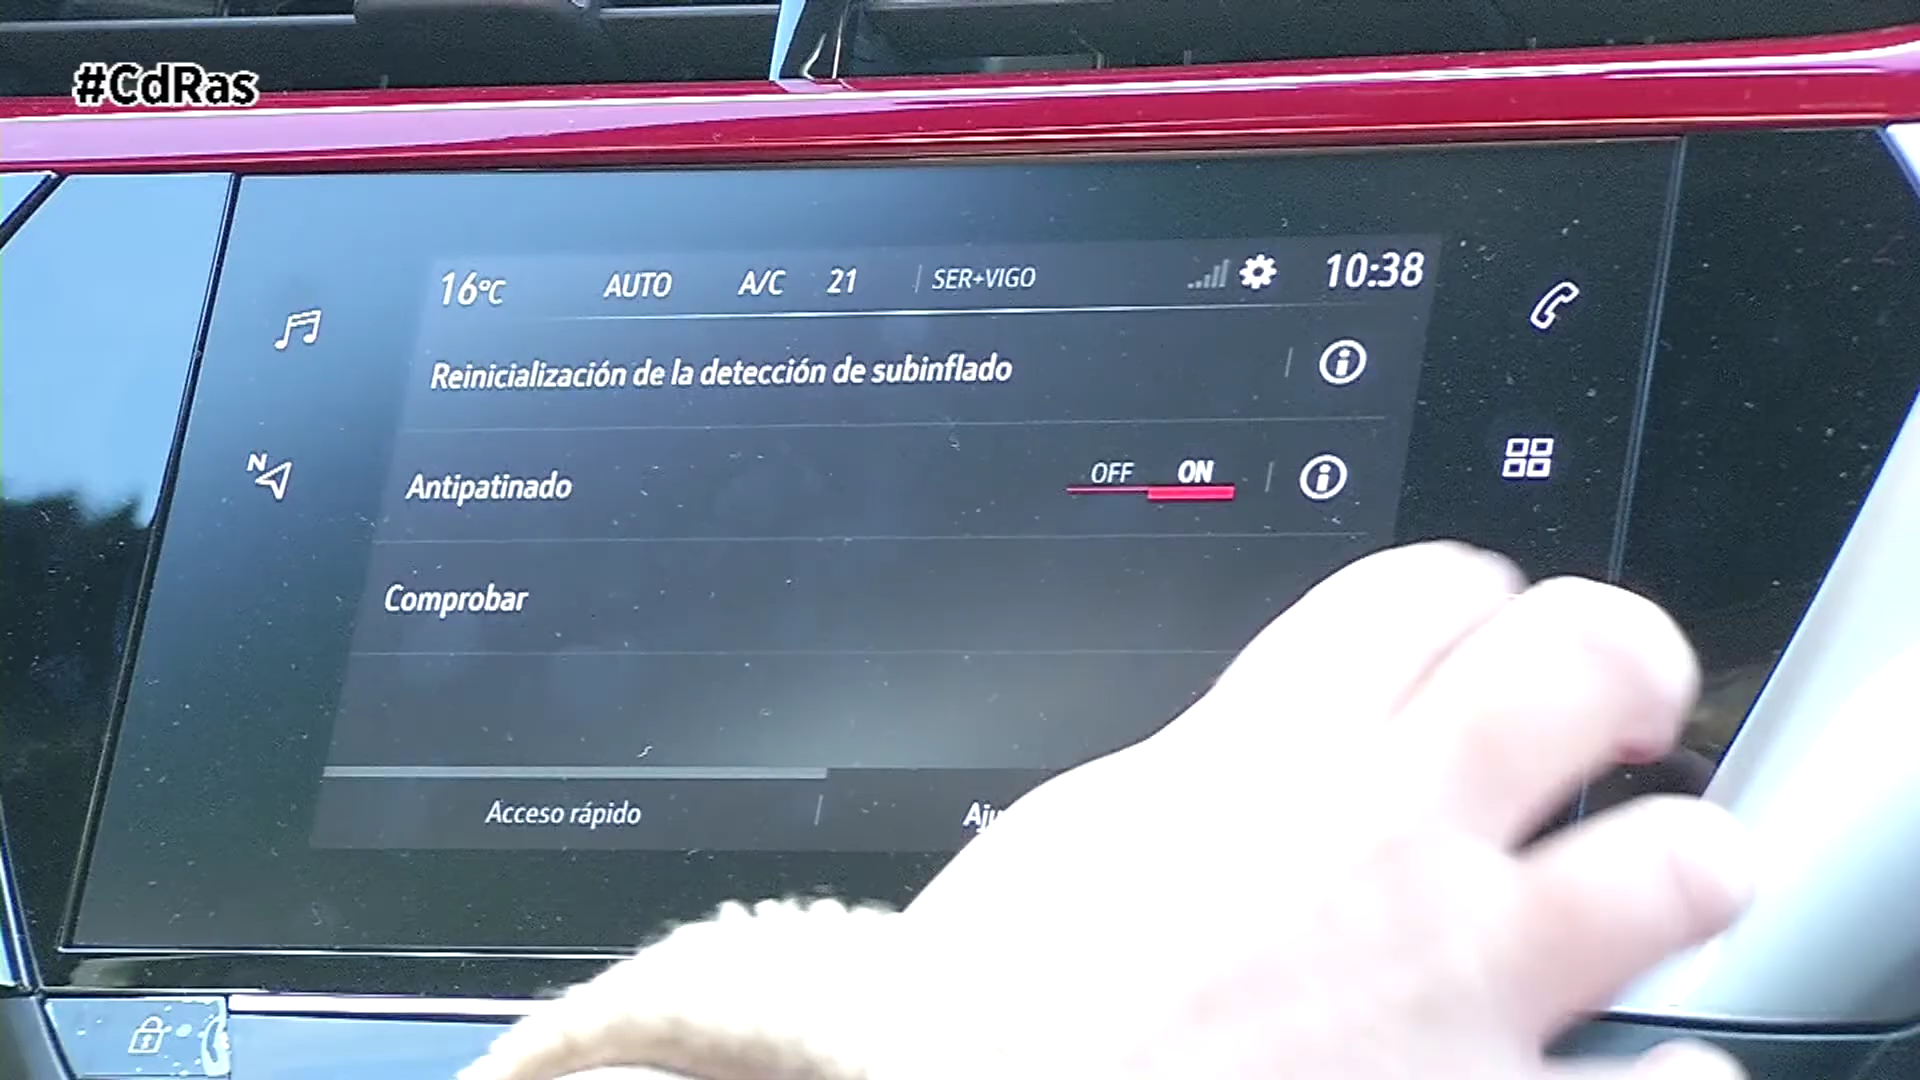 #CdRas
16°C AUTO A/C 21 SER+VIGO 10:38
Reinicialización de la detección de subinflado
N
Antipatinado OFF ON
Comprobar
Acceso rápido